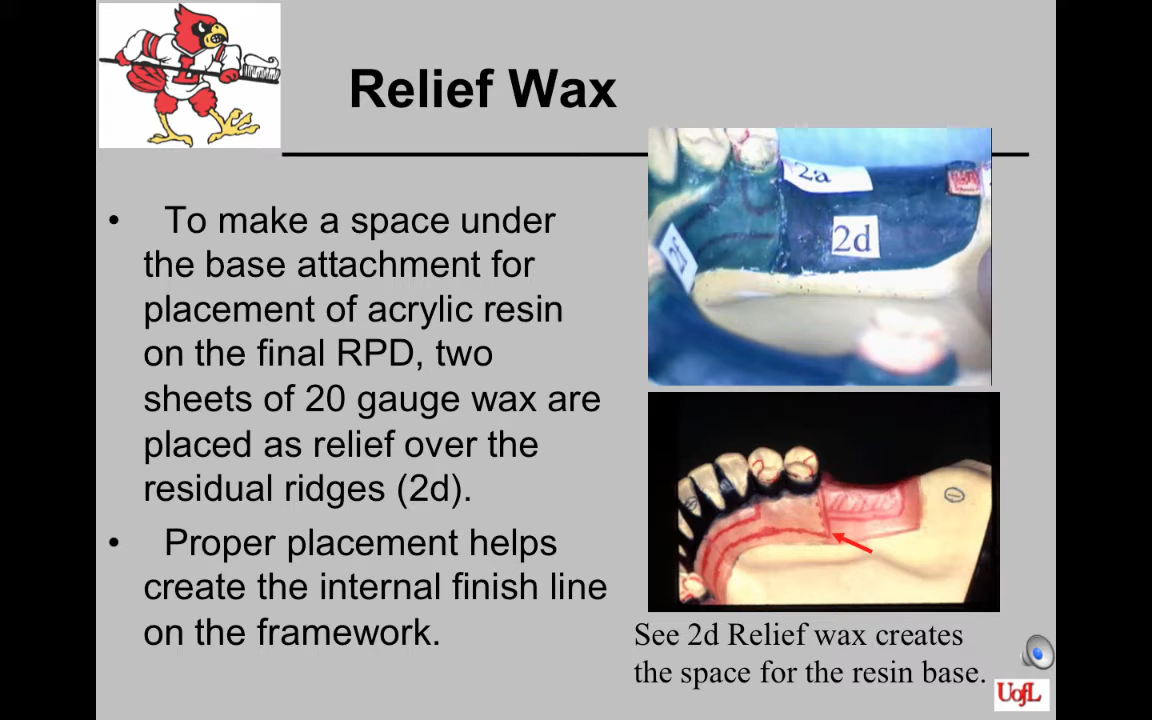 Relief Wax
• To make a space under
the base attachment for
placement of acrylic resin
on the final RPD, two
sheets of 20 gauge wax are
placed as relief over the
residual ridges (2d).
• Proper placement helps
create the internal finish line
on the framework.
2a
2d
See 2d Relief wax creates
the space for the resin base.
UofL